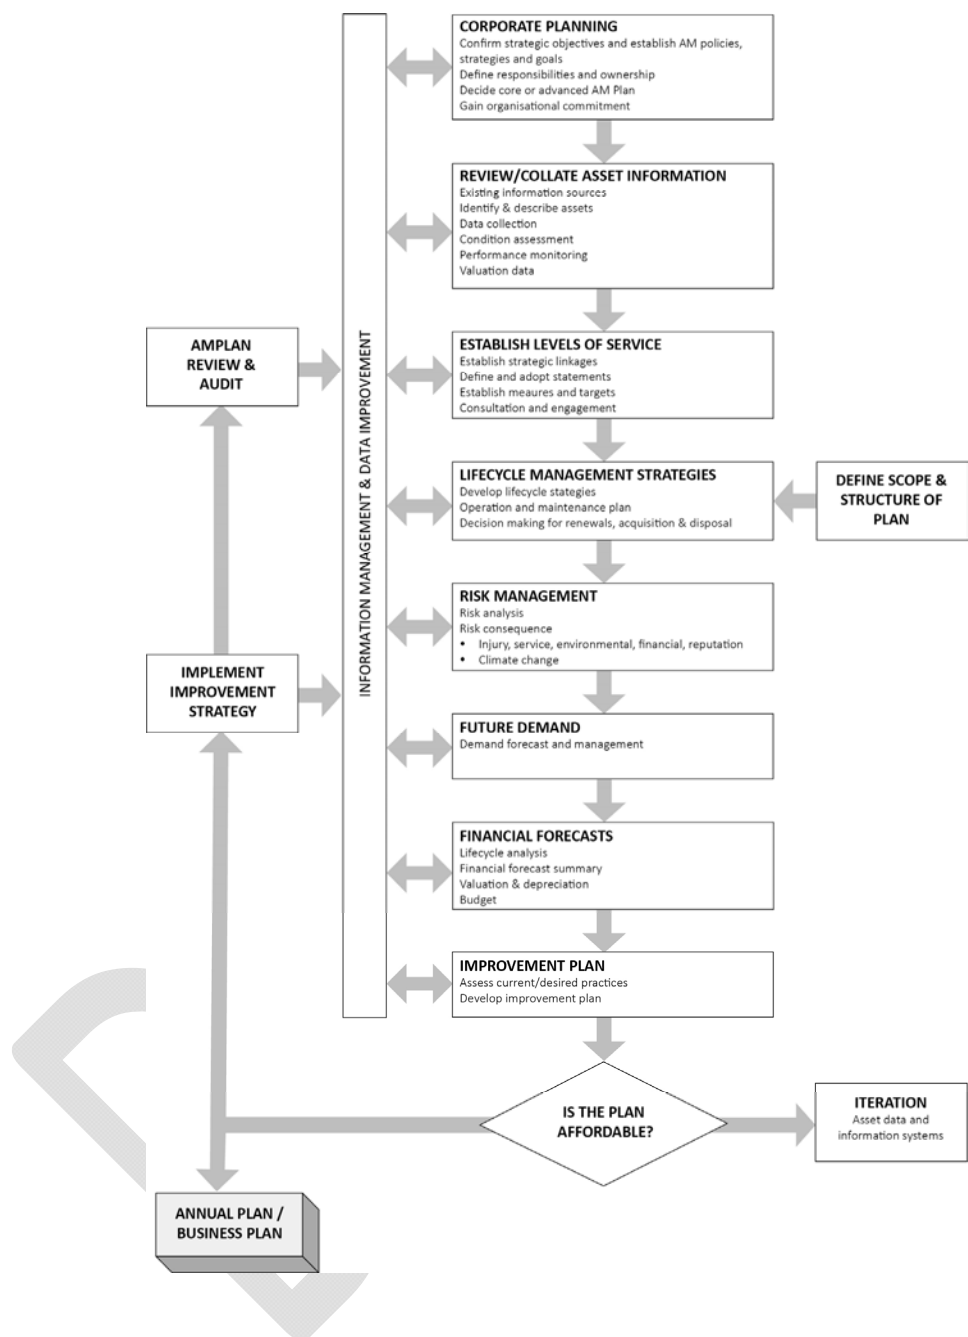 CORPORATE PLANNING
Confirm strategic objectives and establish AM policies,
strategies and goals
Define responsibilities and ownership
Decide core or advanced AM Plan
Gain organisational commitment
REVIEW/COLLATE ASSET INFORMATION
Existing information sources
Identify & describe assets
Data collection
Condition assessment
Performance monitoring
Valuation data
AMPLAN
REVIEW &
AUDIT
INFORMATION MANAGEMENT & DATA IMPROVEMENT
ESTABLISH LEVELS OF SERVICE
Establish strategic linkages
Define and adopt statements
Establish meaures and targets
Consultation and engagement
LIFECYCLE MANAGEMENT STRATEGIES
Develop lifecycle stategies
Operation and maintenance plan
Decision making for renewals, acquisition & disposal
DEFINE SCOPE &
STRUCTURE OF
PLAN
RISK MANAGEMENT
Risk analysis
Risk consequence
• Injury, service, environmental, financial, reputation
• Climate change
IMPLEMENT
IMPROVEMENT
STRATEGY
FUTURE DEMAND
Demand forecast and management
FINANCIAL FORECASTS
Lifecycle analysis
Financial forecast summary
Valuation & depreciation
Budget
IMPROVEMENT PLAN
Assess current/desired practices
Develop improvement plan
IS THE PLAN
AFFORDABLE?
ITERATION
Asset data and
information systems
ANNUAL PLAN /
BUSINESS PLAN